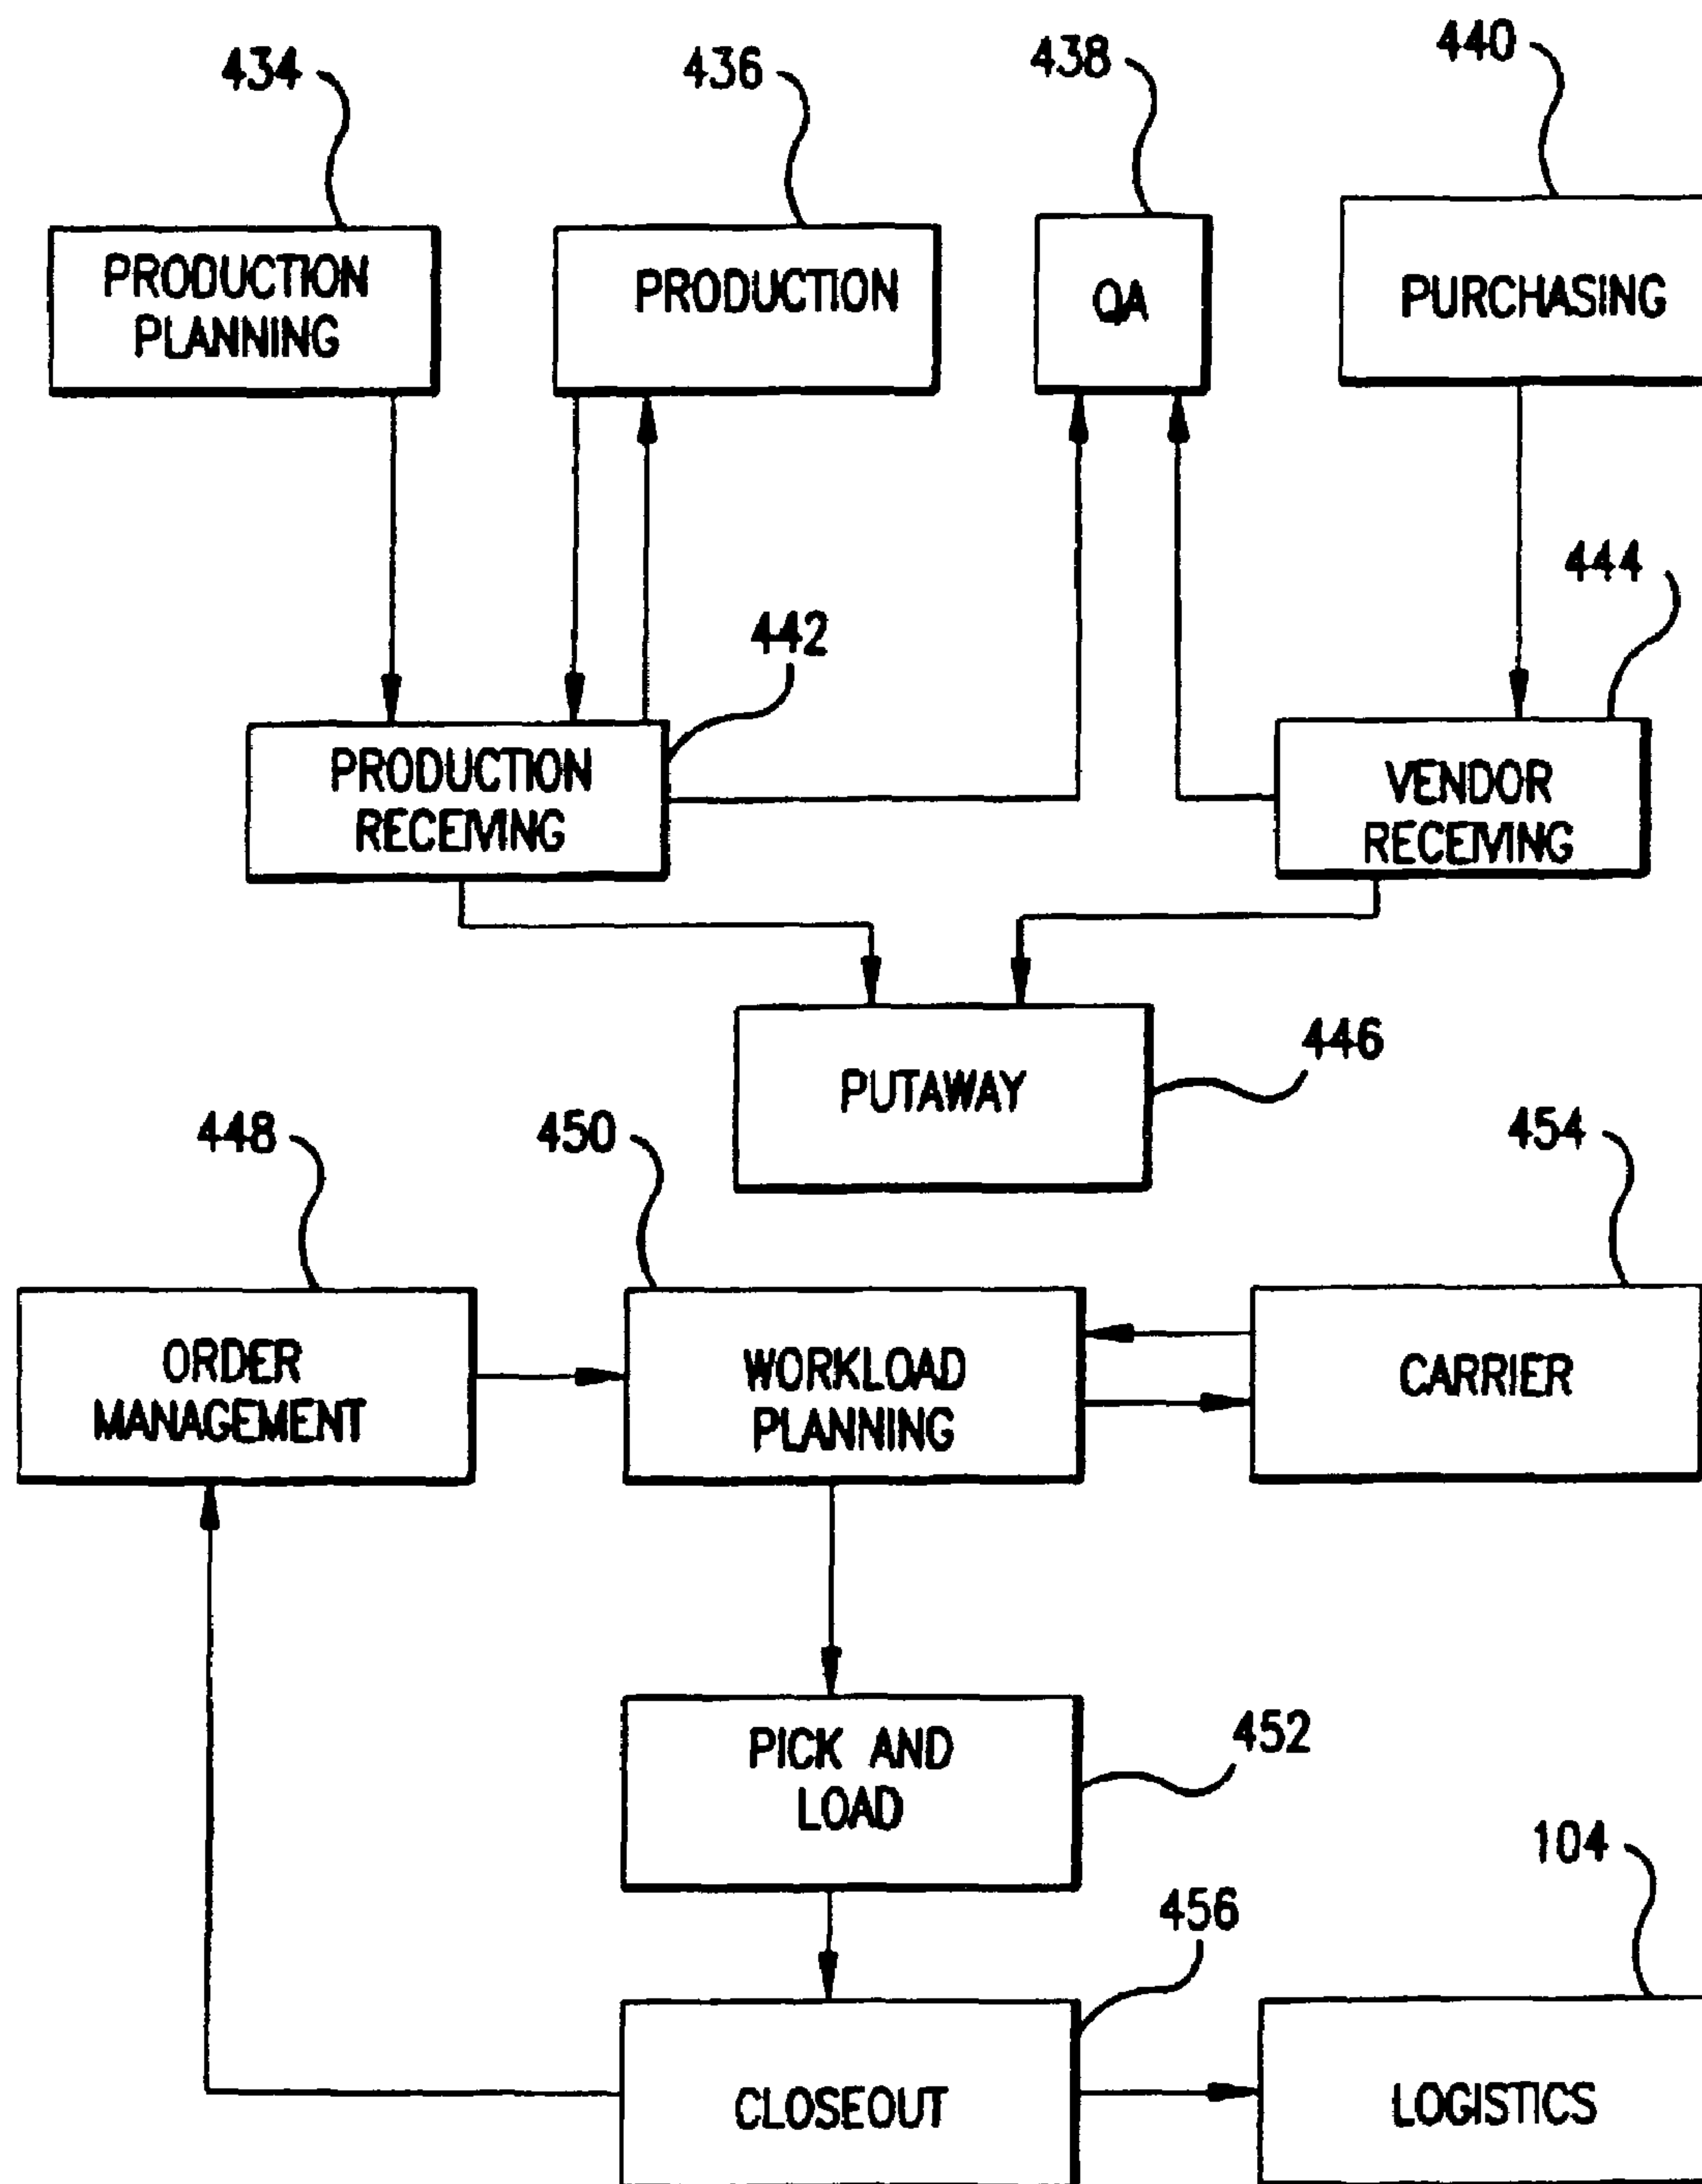 434
436
438
440
PRODUCTION
PLANNING
PRODUCTION
QA
PURCHASING
442
444
PRODUCTION
RECEIVING
VENDOR
RECEIVING
PUTAWAY
446
448
450
454
ORDER
MANAGEMENT
WORKLOAD
PLANNING
CARRIER
PICK AND
LOAD
452
104
456
CLOSEOUT
LOGISTICS